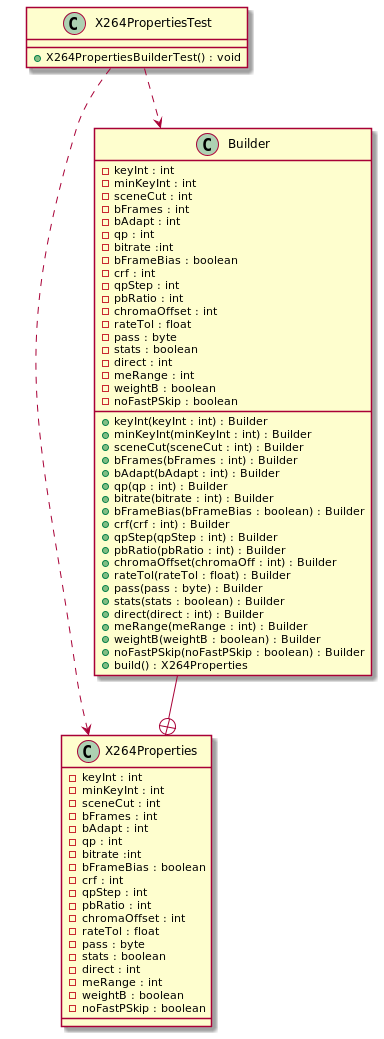 C X264PropertiesTest
X264PropertiesBuilderTest() : void
C Builder
keyInt : int
minKeyInt : int
sceneCut : int
bFrames : int
bAdapt : int
qp : int
bitrate :int
bFrameBias : boolean
crf : int
qpStep : int
pbRatio : int
chromaOffset : int
rateTol : float
pass : byte
stats : boolean
direct : int
meRange : int
weightB : boolean
noFastPSkip : boolean
keyInt(keyInt : int) : Builder
minKeyInt(minKeyInt : int) : Builder
sceneCut(sceneCut : int) : Builder
bFrames(bFrames : int) : Builder
bAdapt(bAdapt : int) : Builder
qp(qp : int) : Builder
bitrate(bitrate : int) : Builder
bFrameBias(bFrameBias : boolean) : Builder
crf(crf : int) : Builder
qpStep(qpStep : int) : Builder
pbRatio(pbRatio : int) : Builder
chromaOffset(chromaOff : int) : Builder
rateTol(rateTol : float) : Builder
pass(pass : byte) : Builder
stats(stats : boolean) : Builder
direct(direct : int) : Builder
meRange(meRange : int) : Builder
weightB(weightB : boolean) : Builder
noFastPSkip(noFastPSkip : boolean) : Builder
build() : X264Properties
C X264Properties
keyInt : int
minKeyInt : int
sceneCut : int
bFrames : int
bAdapt : int
qp : int
bitrate :int
bFrameBias : boolean
crf : int
qpStep : int
pbRatio : int
chromaOffset : int
rateTol : float
pass : byte
stats : boolean
direct : int
meRange : int
weightB : boolean
noFastPSkip : boolean